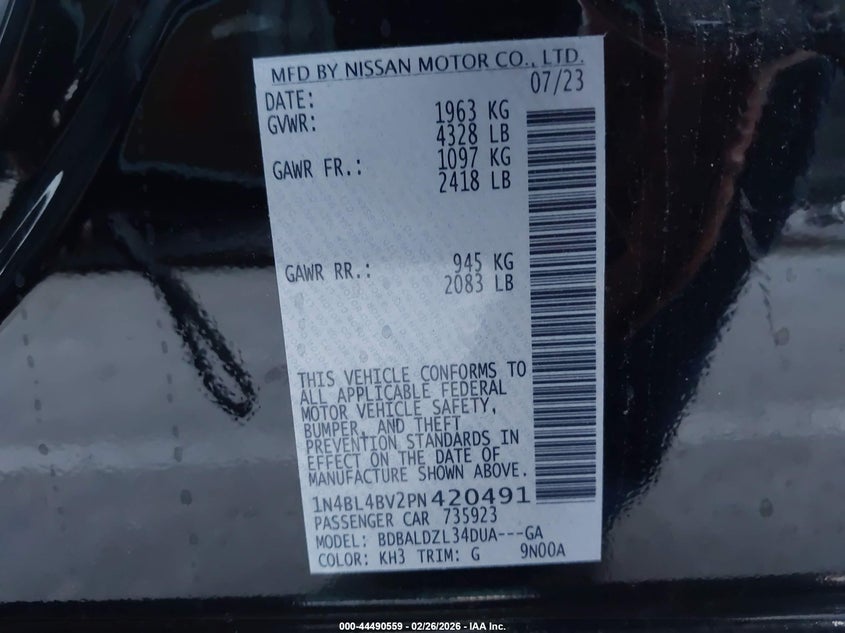 MFD BY NISSAN MOTOR CO., LTD.
DATE: 07/23
GVWR: 1963 KG
4328 LB
GAWR FR.: 1097 KG
2418 LB
GAWR RR.: 945 KG
2083 LB
THIS VEHICLE CONFORMS TO
ALL APPLICABLE FEDERAL
MOTOR VEHICLE SAFETY,
BUMPER, AND THEFT
PREVENTION STANDARDS IN
EFFECT ON THE DATE OF
MANUFACTURE SHOWN ABOVE.
1N4BL4BV2PN420491
PASSENGER CAR 735923
MODEL: BDBALDZL34DUA---GA
COLOR: KH3 TRIM: G 9N00A
000-44490559 — 02/26/2026 — IAA Inc.